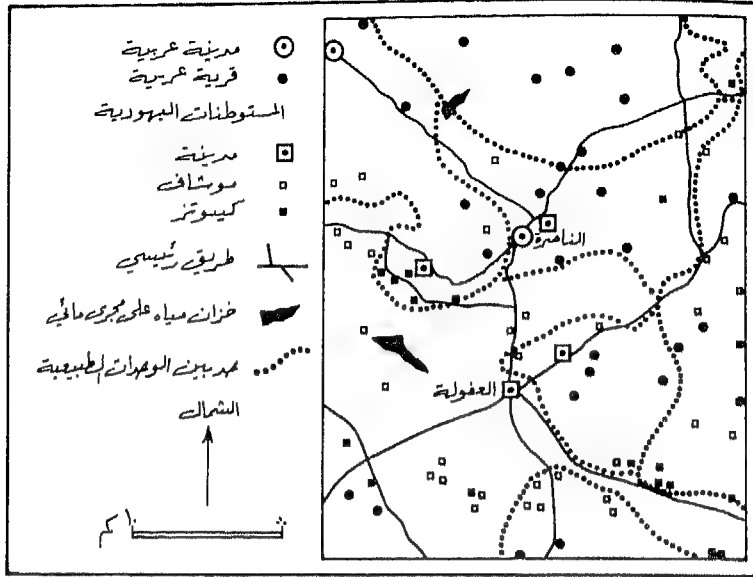 مدينة عربية
قرية عربية
المستوطنات اليهودية
مدينة
موشاف
كيبوتز
طريق رئيسي
خزان مياه على مجرى مائي
حد بين الوحدات الطبيعية
الشمال
كم
الناصرة
العفولة